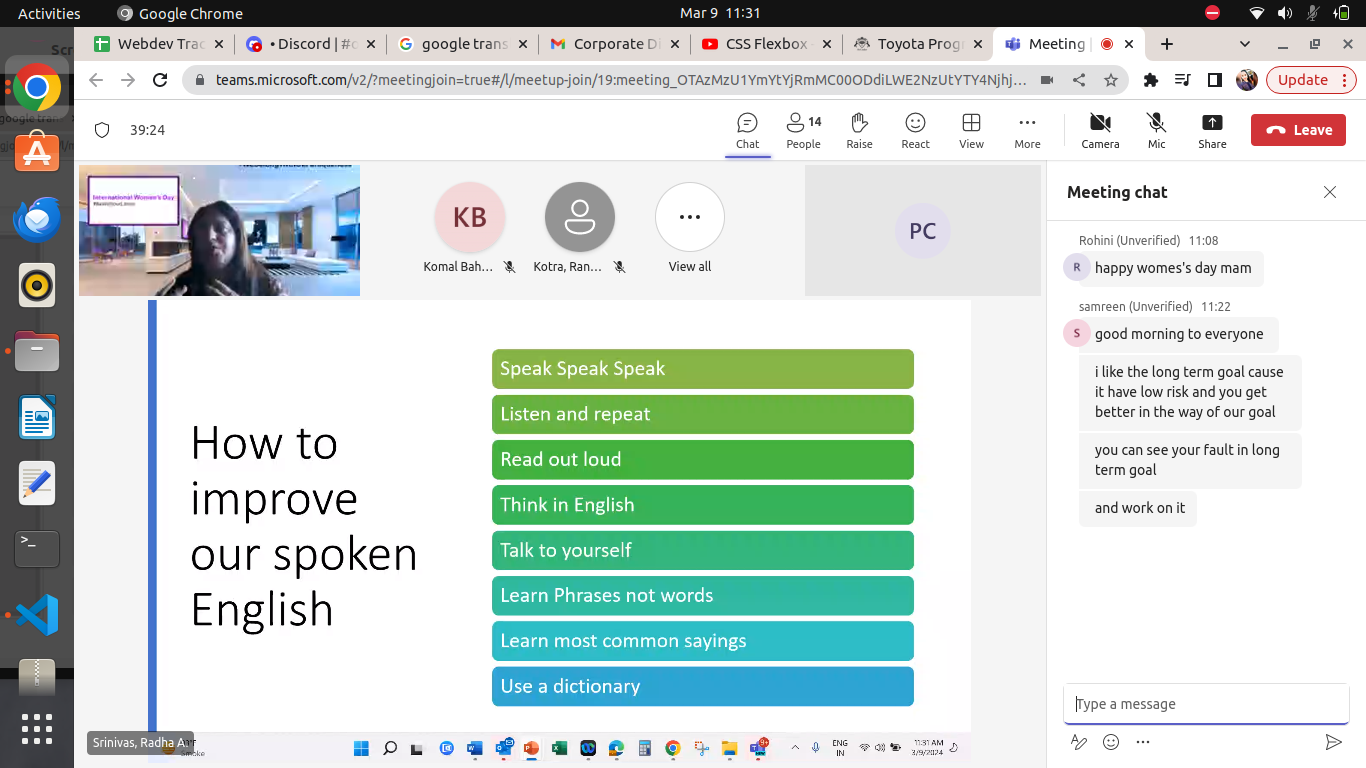 Activities
Google Chrome
Mar 9 11:31
Webdev Trac
• Discord | #c
google trans
Corporate Di
CSS Flexbox -
Toyota Prog
Meeting |
teams.microsoft.com/v2/?meetingjoin=true#/l/meetup-join/19:meeting_OTAzMzU1YmYtYjRmMC00ODdiLWE2NzUtYTY4Njhj...
Update
39:24
Chat
14
People
Raise
React
View
More
Camera
Mic
Share
Leave
International Women's Day
KB
Komal Bah...
Kotra, Ran...
View all
PC
How to
improve
our spoken
English
Speak Speak Speak
Listen and repeat
Read out loud
Think in English
Talk to yourself
Learn Phrases not words
Learn most common sayings
Use a dictionary
Srinivas, Radha A
Smoke
ENG
IN
11:31 AM
3/9/2024
Meeting chat
Rohini (Unverified) 11:08
R
happy womes's day mam
samreen (Unverified) 11:22
S
good morning to everyone
i like the long term goal cause
it have low risk and you get
better in the way of our goal
you can see your fault in long
term goal
and work on it
Type a message